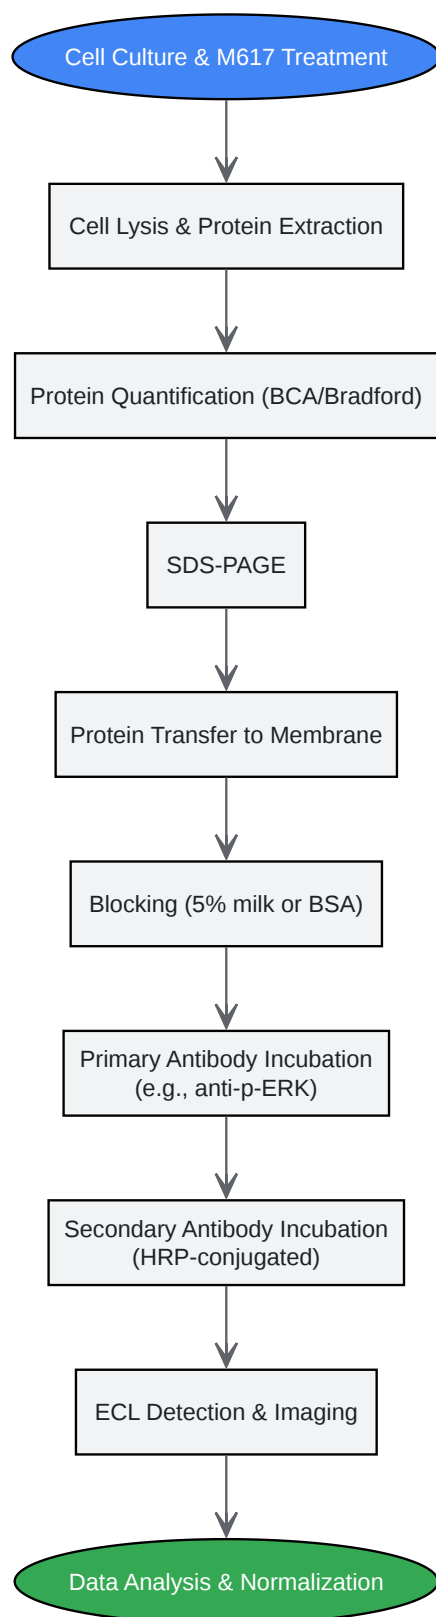 Cell Culture & M617 Treatment
Cell Lysis & Protein Extraction
Protein Quantification (BCA/Bradford)
SDS-PAGE
Protein Transfer to Membrane
Blocking (5% milk or BSA)
Primary Antibody Incubation
(e.g., anti-p-ERK)
Secondary Antibody Incubation
(HRP-conjugated)
ECL Detection & Imaging
Data Analysis & Normalization